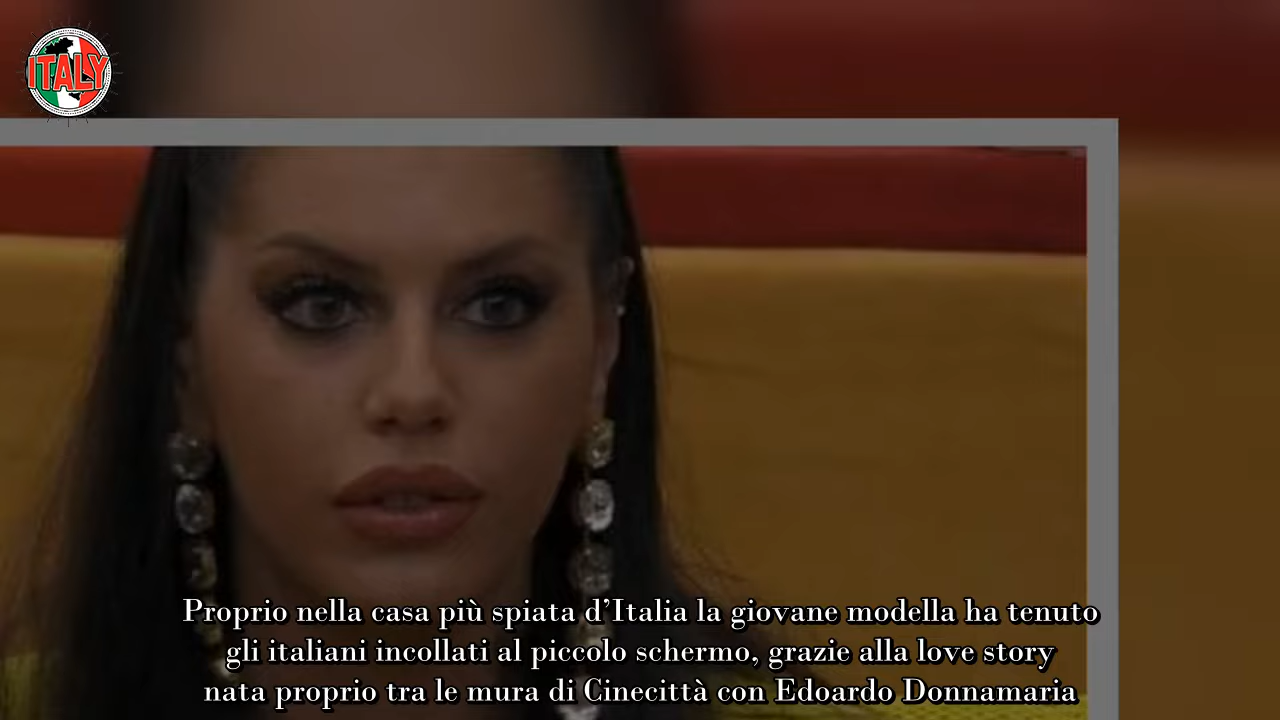 ITALY
Proprio nella casa più spiata d’Italia la giovane modella ha tenuto
gli italiani incollati al piccolo schermo, grazie alla love story
nata proprio tra le mura di Cinecittà con Edoardo Donnamaria